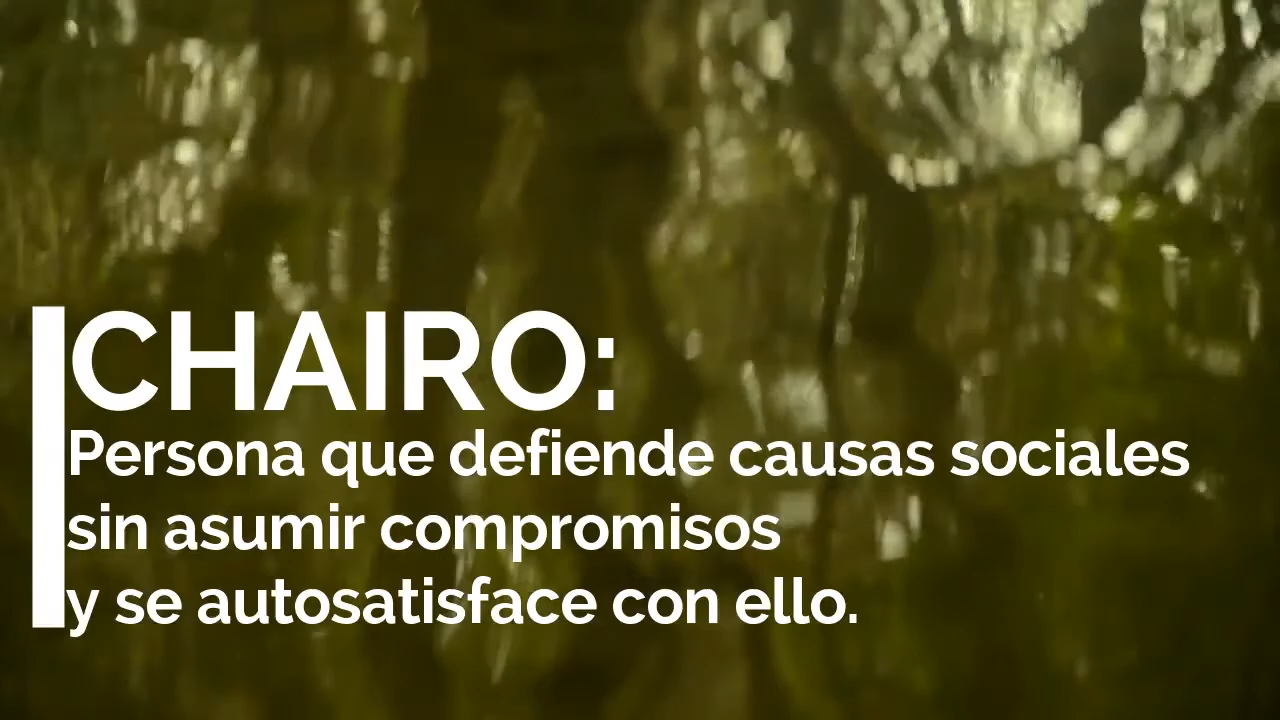 CHAIRO:
Persona que defiende causas sociales
sin asumir compromisos
y se autosatisface con ello.